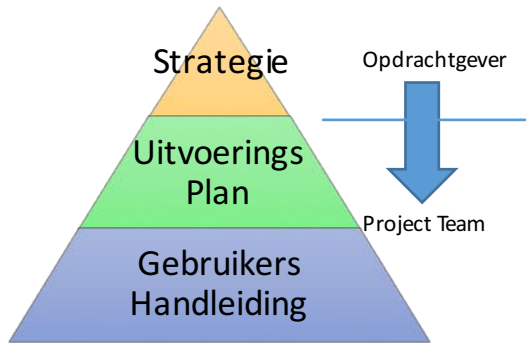 Strategie
Opdrachtgever
Uitvoerings
Plan
Project Team
Gebruikers
Handleiding